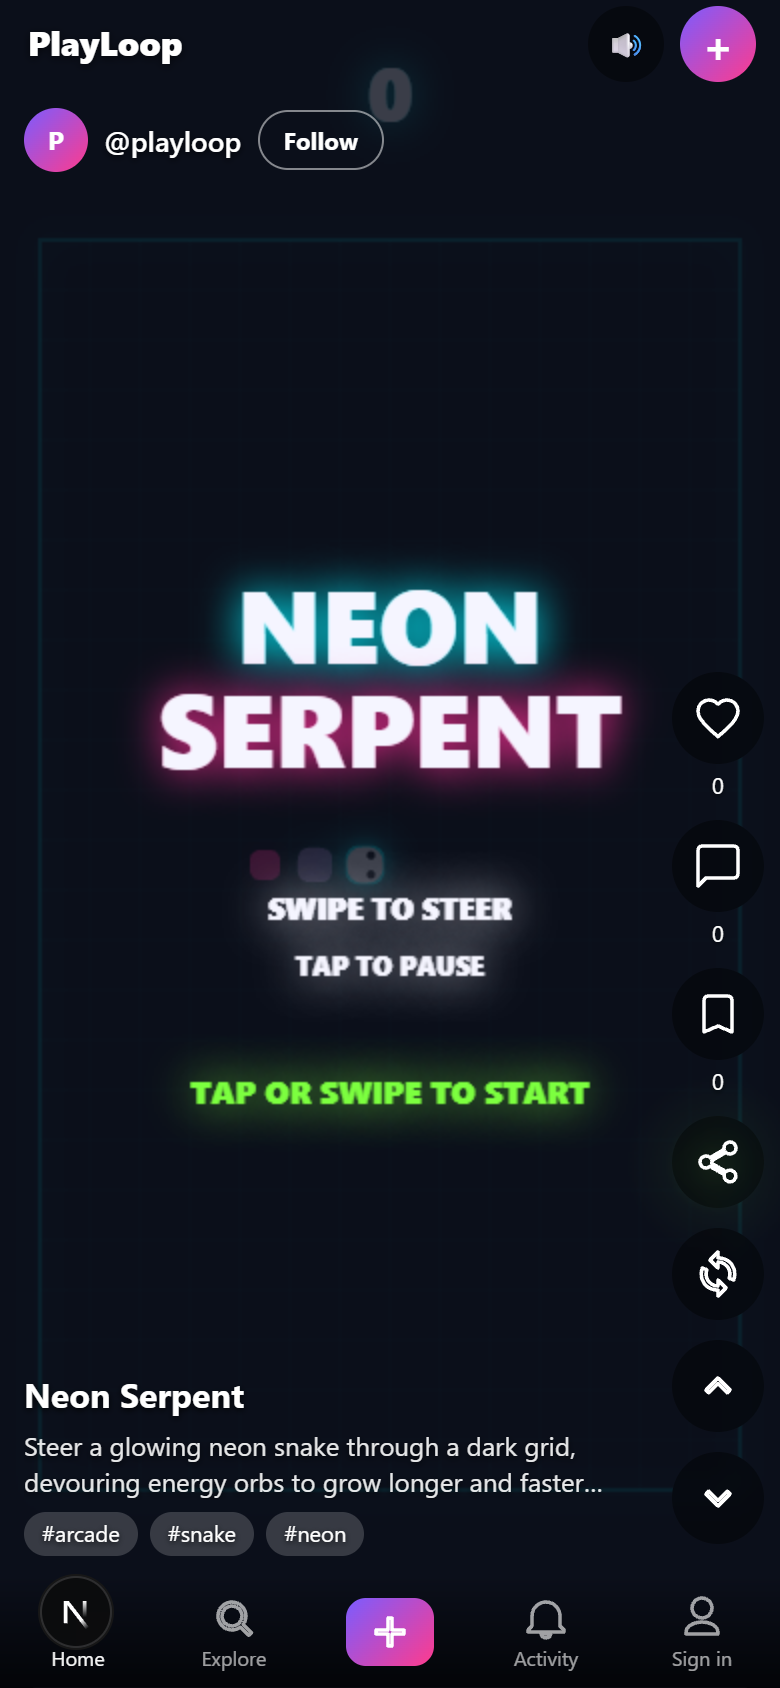 PlayLoop
+
0
P @playloop Follow
NEON
SERPENT
0
SWIPE TO STEER
TAP TO PAUSE
0
0
TAP OR SWIPE TO START
Neon Serpent
Steer a glowing neon snake through a dark grid,
devouring energy orbs to grow longer and faster...
#arcade #snake #neon
N
Home Explore Activity Sign in